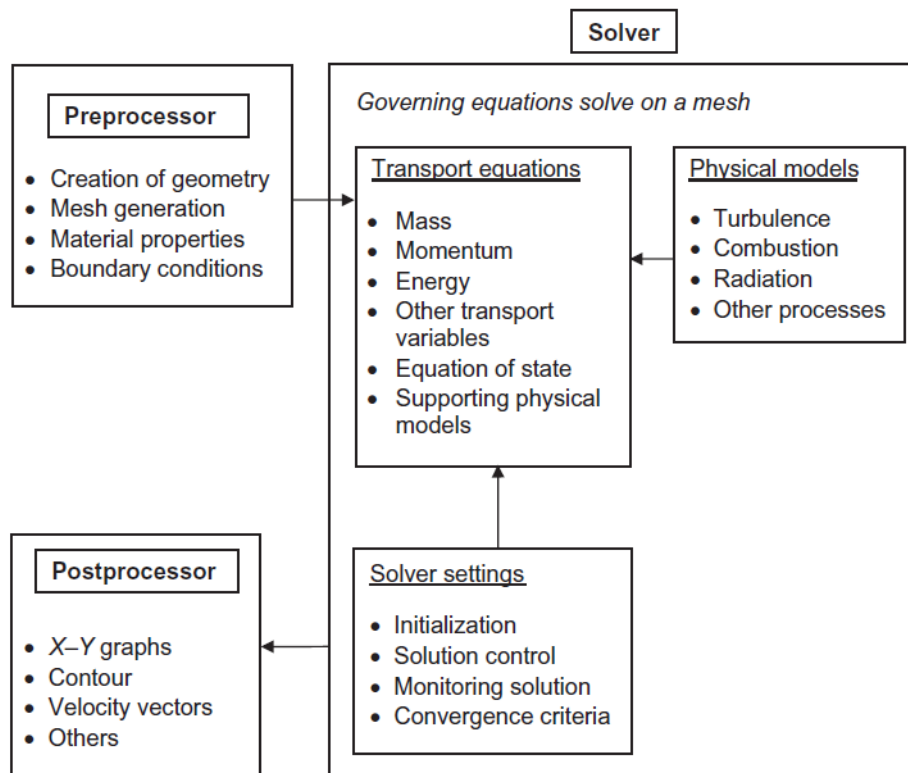 Solver
Preprocessor
• Creation of geometry
• Mesh generation
• Material properties
• Boundary conditions
Governing equations solve on a mesh
Transport equations
• Mass
• Momentum
• Energy
• Other transport
variables
• Equation of state
• Supporting physical
models
Physical models
• Turbulence
• Combustion
• Radiation
• Other processes
Postprocessor
• X–Y graphs
• Contour
• Velocity vectors
• Others
Solver settings
• Initialization
• Solution control
• Monitoring solution
• Convergence criteria